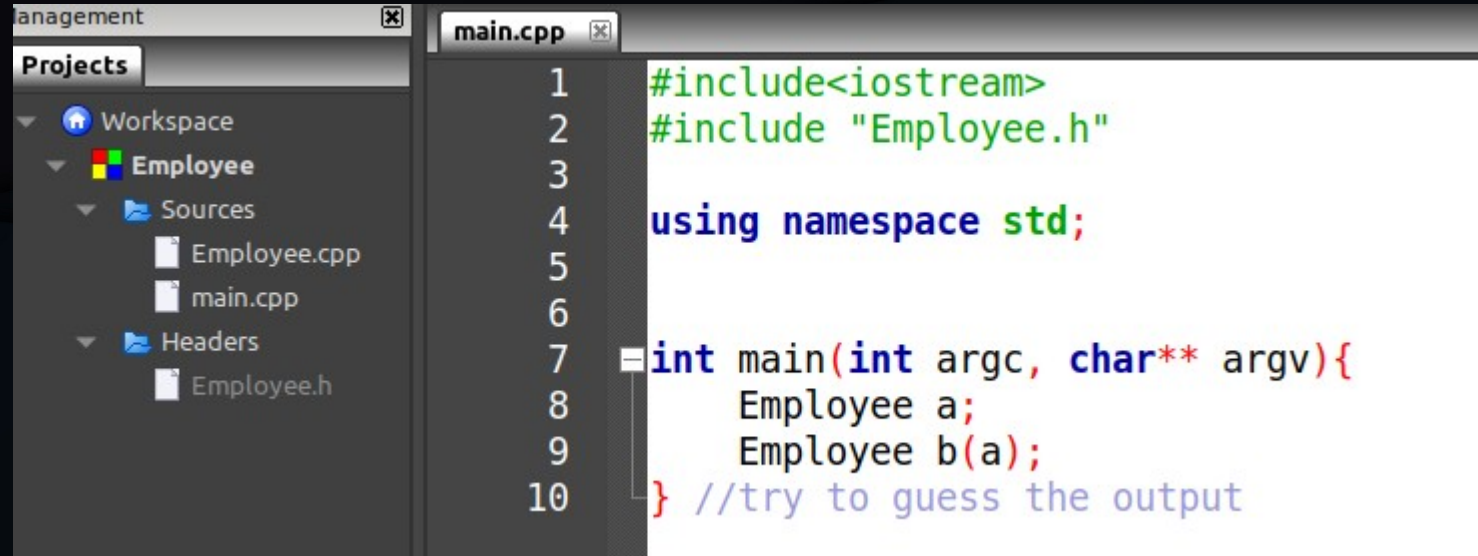 anagement
Projects
Workspace
Employee
Sources
Employee.cpp
main.cpp
Headers
Employee.h
main.cpp
1 #include<iostream>
2 #include "Employee.h"
3
4 using namespace std;
5
6
7 int main(int argc, char** argv){
8 Employee a;
9 Employee b(a);
10 } //try to guess the output